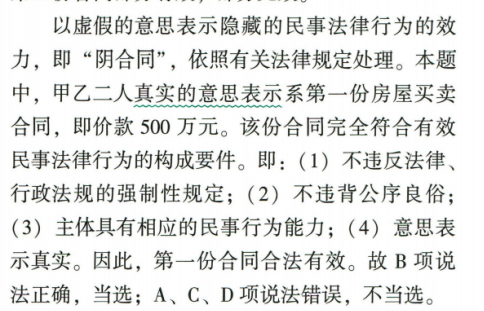 以虚假的意思表示隐藏的民事法律行为的效
力，即“阴合同”，依照有关法律规定处理。本题
中，甲乙二人真实的意思表示系第一份房屋买卖
合同，即价款 500 万元。该份合同完全符合有效
民事法律行为的构成要件。即：（1）不违反法律、
行政法规的强制性规定；（2）不违背公序良俗；
（3）主体具有相应的民事行为能力；（4）意思表
示真实。因此，第一份合同合法有效。故 B 项说
法正确，当选；A、C、D 项说法错误，不当选。